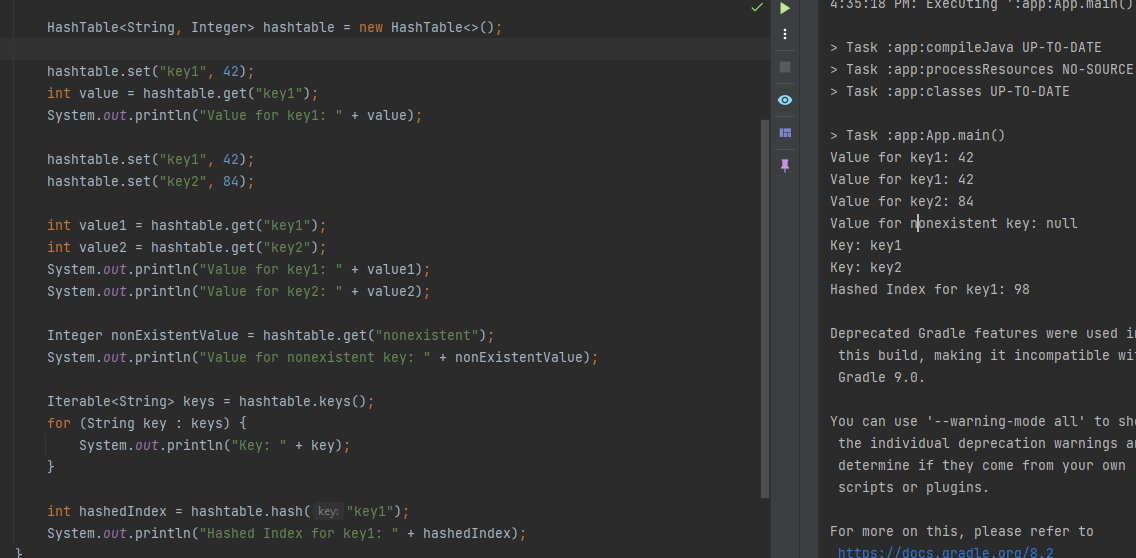 HashTable<String, Integer> hashtable = new HashTable<>();
hashtable.set("key1", 42);
int value = hashtable.get("key1");
System.out.println("Value for key1: " + value);
hashtable.set("key1", 42);
hashtable.set("key2", 84);
int value1 = hashtable.get("key1");
int value2 = hashtable.get("key2");
System.out.println("Value for key1: " + value1);
System.out.println("Value for key2: " + value2);
Integer nonExistentValue = hashtable.get("nonexistent");
System.out.println("Value for nonexistent key: " + nonExistentValue);
Iterable<String> keys = hashtable.keys();
for (String key : keys) {
System.out.println("Key: " + key);
}
int hashedIndex = hashtable.hash( key: "key1");
System.out.println("Hashed Index for key1: " + hashedIndex);
}
4:35:18 PM: Executing ':app:App.main()
> Task :app:compileJava UP-TO-DATE
> Task :app:processResources NO-SOURCE
> Task :app:classes UP-TO-DATE
> Task :app:App.main()
Value for key1: 42
Value for key1: 42
Value for key2: 84
Value for nonexistent key: null
Key: key1
Key: key2
Hashed Index for key1: 98
Deprecated Gradle features were used
this build, making it incompatible
Gradle 9.0.
You can use '--warning-mode all' to
the individual deprecation warnings
determine if they come from your own
scripts or plugins.
For more on this, please refer to
https://docs.gradle.org/8.2